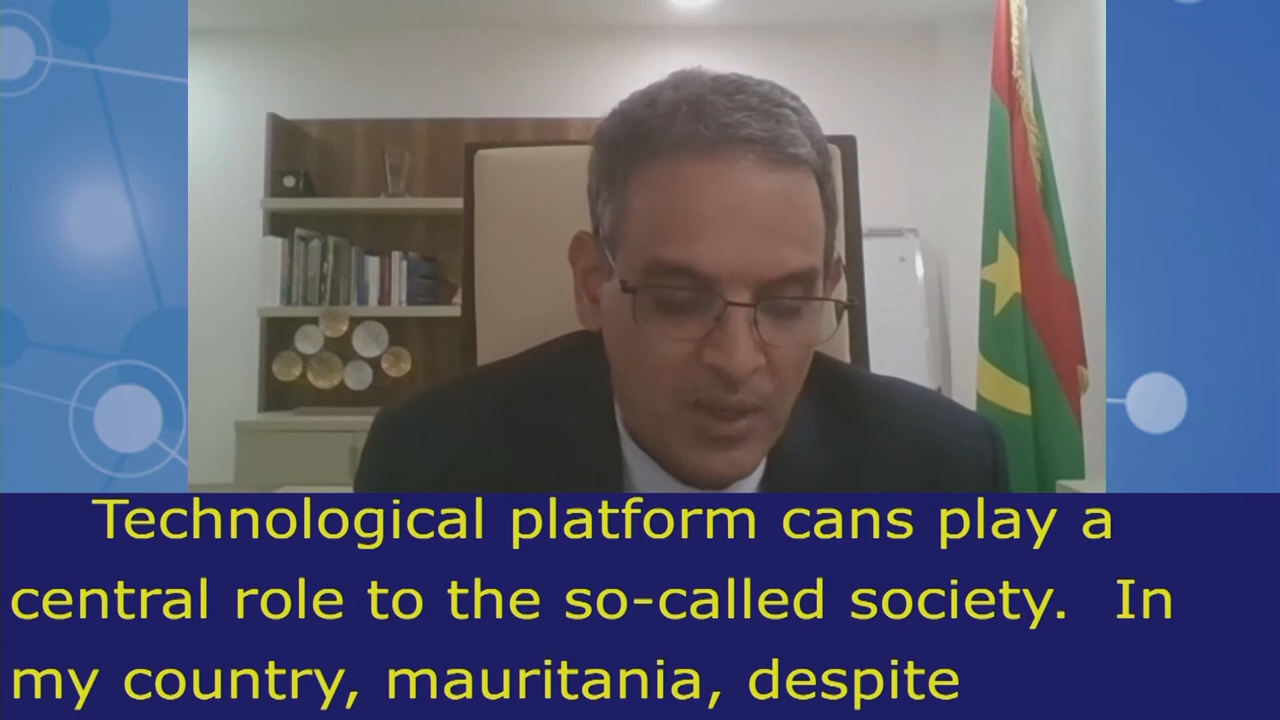 Technological platform cans play a
central role to the so-called society.  In
my country, mauritania, despite